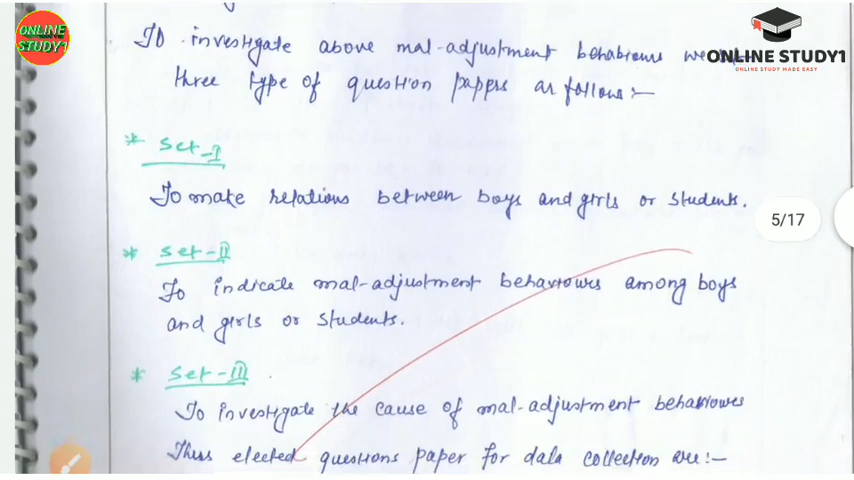 ONLINE
STUDY1
ONLINE STUDY1
ONLINE STUDY MADE EASY
To investigate above mal-adjustment behaviours
three type of question papers as follows:-
* Set-I
To make relations between boys and girls or students.
5/17
* Set-II
To indicate mal-adjustment behaviours among boys
and girls or students.
* Set-III
To investigate the cause of mal-adjustment behaviours
Thus elected questions paper for data collection are:-